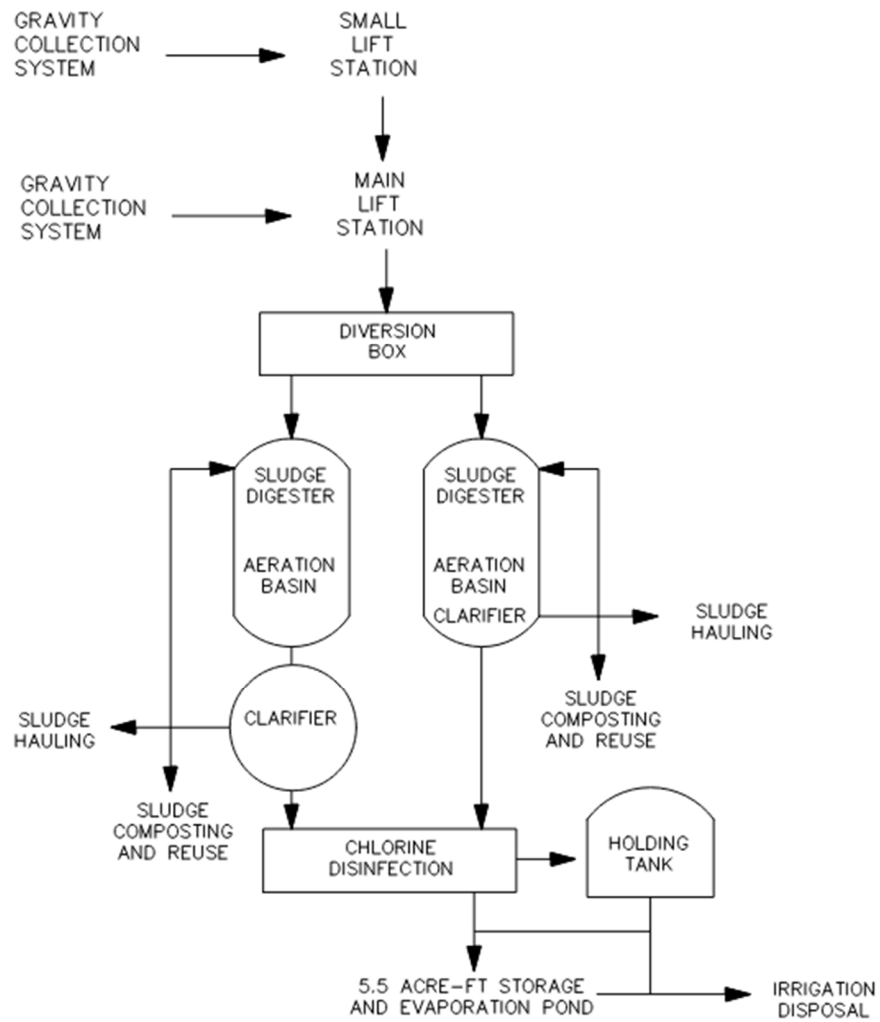 GRAVITY
COLLECTION
SYSTEM
SMALL
LIFT
STATION
GRAVITY
COLLECTION
SYSTEM
MAIN
LIFT
STATION
DIVERSION
BOX
SLUDGE
DIGESTER
AERATION
BASIN
SLUDGE
DIGESTER
AERATION
BASIN
CLARIFIER
SLUDGE
HAULING
SLUDGE
COMPOSTING
AND REUSE
CLARIFIER
SLUDGE
HAULING
SLUDGE
COMPOSTING
AND REUSE
CHLORINE
DISINFECTION
HOLDING
TANK
5.5 ACRE-FT STORAGE
AND EVAPORATION POND
IRRIGATION
DISPOSAL